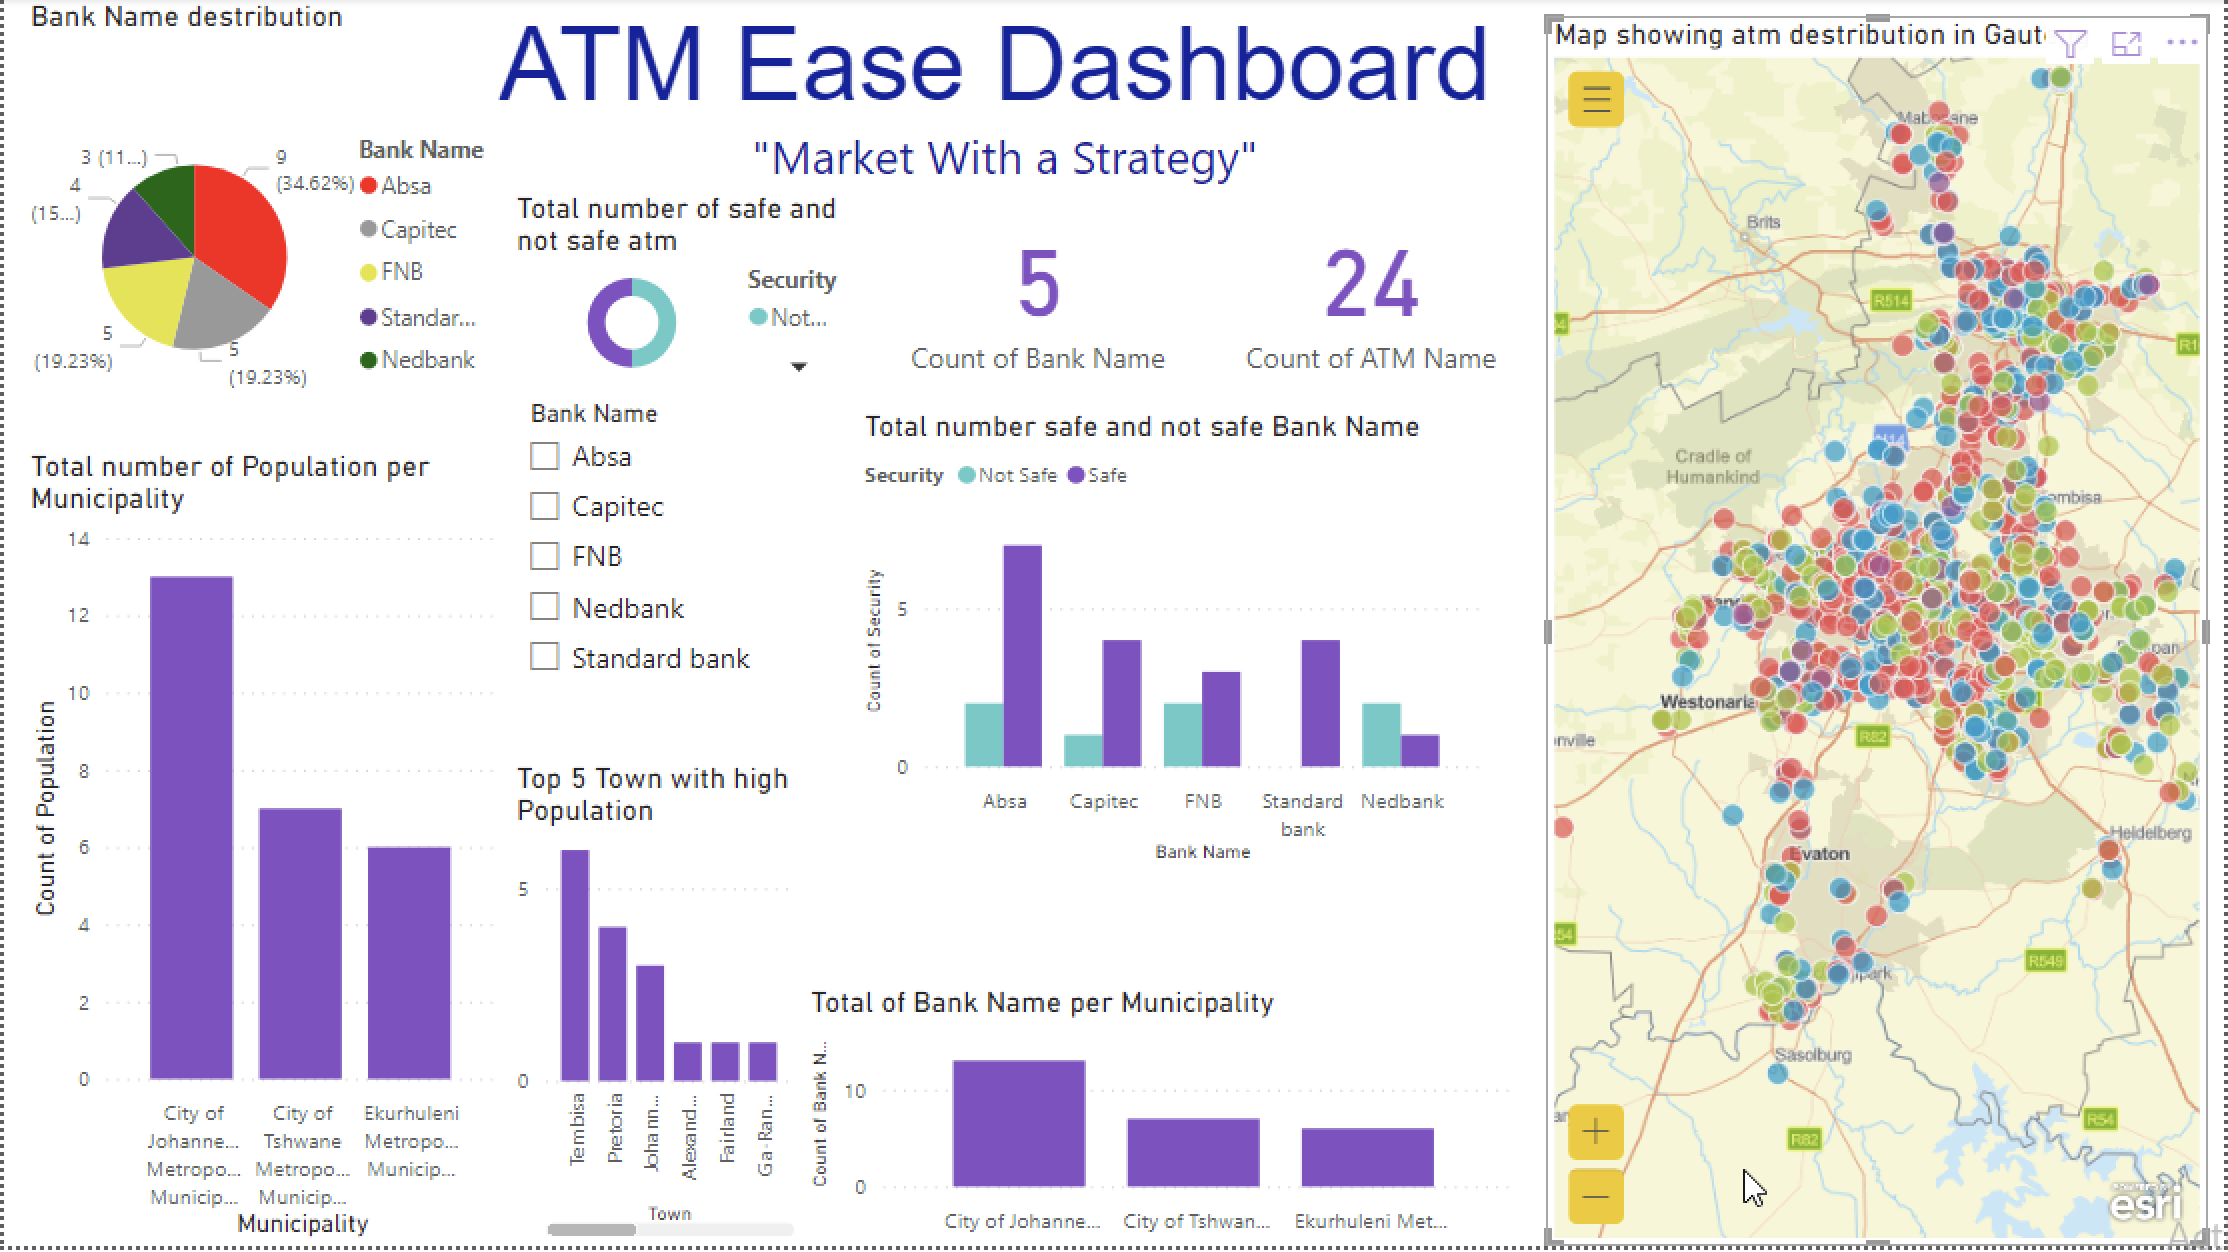 Bank Name destribution
ATM Ease Dashboard
"Market With a Strategy"
3 (11...)
9
(34.62%)
4
(15...)
5
(19.23%)
5
(19.23%)
Bank Name
Absa
Capitec
FNB
Standar...
Nedbank
Total number of safe and
not safe atm
Security
Not...
5
Count of Bank Name
24
Count of ATM Name
Bank Name
Absa
Capitec
FNB
Nedbank
Standard bank
Total number safe and not safe Bank Name
Security Not Safe Safe
Count of Security
5
0
Absa
Capitec
FNB
Standard
bank
Nedbank
Bank Name
Total number of Population per
Municipality
Count of Population
14
12
10
8
6
4
2
0
City of
Johanne...
Metropo...
Municip...
City of
Tshwane
Metropo...
Municip...
Ekurhuleni
Metropo...
Municip...
Municipality
Top 5 Town with high
Population
5
0
Tembisa
Pretoria
Johann...
Alexand...
Fairland
Ga-Ran...
Town
Total of Bank Name per Municipality
Count of Bank N...
10
0
City of Johanne...
City of Tshwan...
Ekurhuleni Met...
Map showing atm destribution in Gaut
Brits
R514
Cradle of
Humankind
N14
Westonaria
R82
Heidelberg
Evaton
R549
Sasolburg
R82
R54
esri